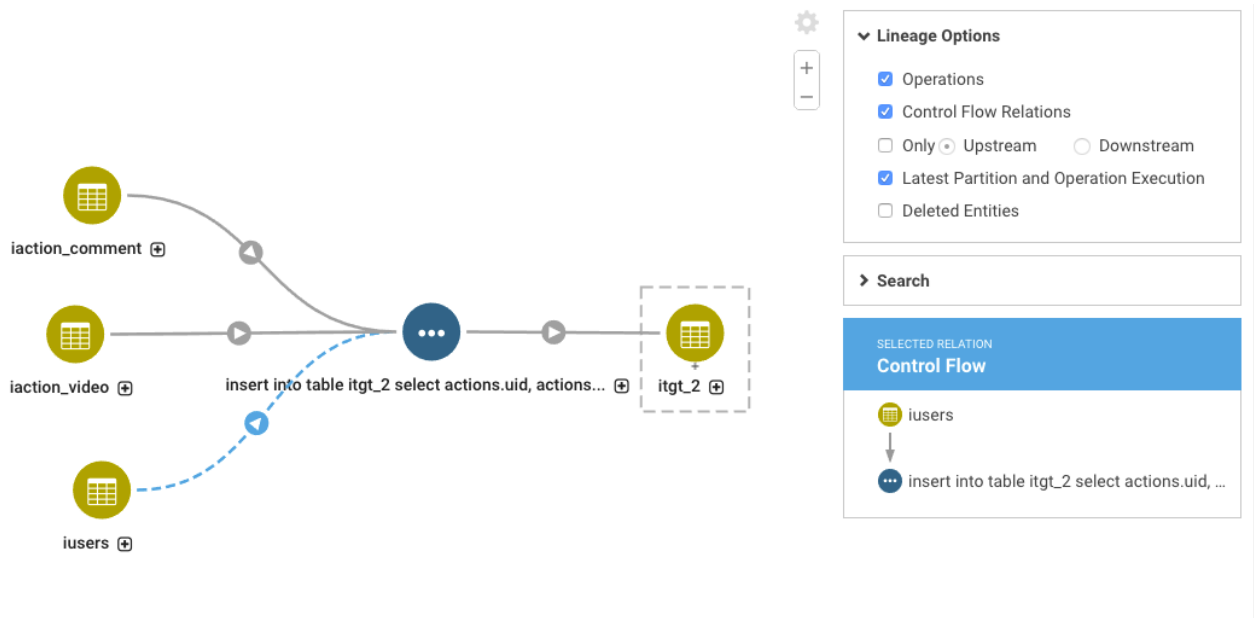 iaction_comment
iaction_video
iusers
insert into table itgt_2 select actions.uid, actions...
itgt_2
+
−
Lineage Options
Operations
Control Flow Relations
Only Upstream Downstream
Latest Partition and Operation Execution
Deleted Entities
Search
SELECTED RELATION
Control Flow
iusers
insert into table itgt_2 select actions.uid, ...